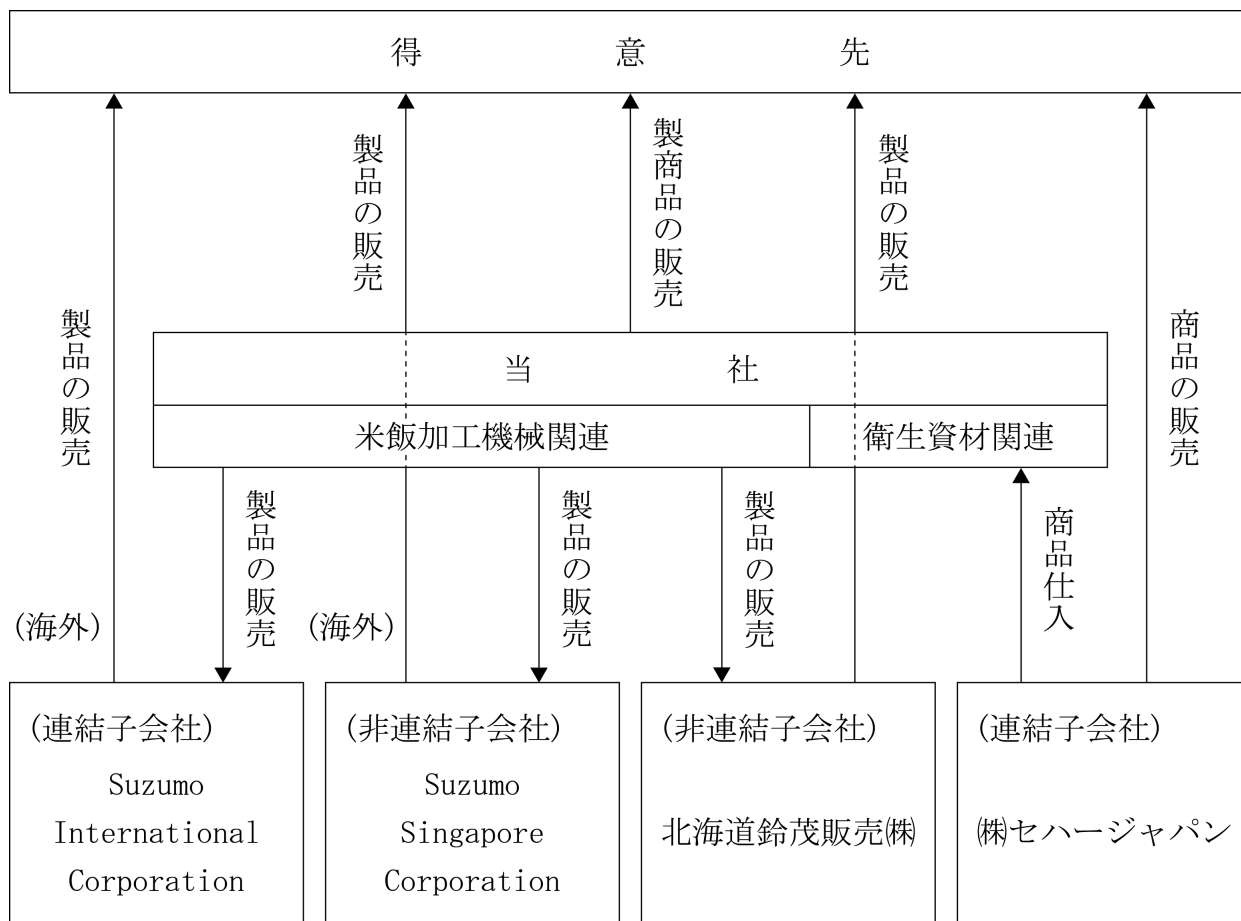 得意先
製品の販売
製商品の販売
製品の販売
製品の販売
商品の販売
当社
米飯加工機械関連
衛生資材関連
製品の販売
製品の販売
製品の販売
商品仕入
(海外)
(海外)
(連結子会社)
Suzumo
International
Corporation
(非連結子会社)
Suzumo
Singapore
Corporation
(非連結子会社)
北海道鈴茂販売㈱
(連結子会社)
㈱セハージャパン